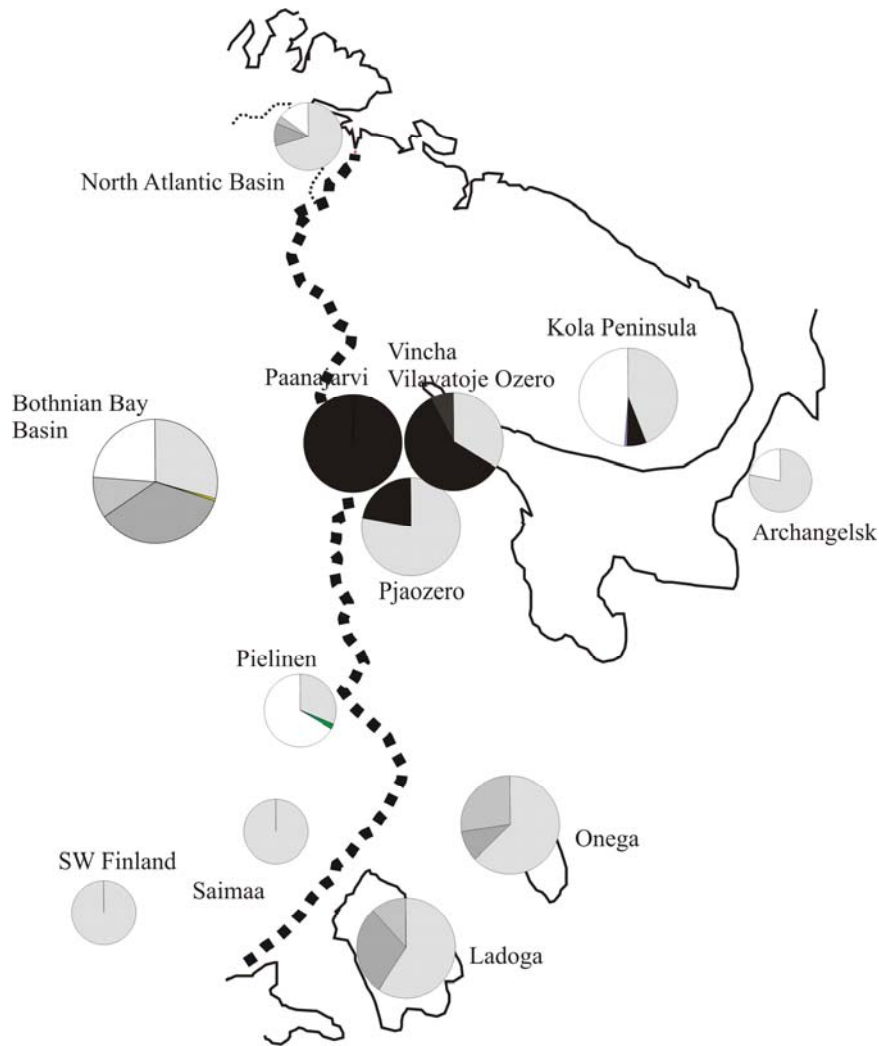 North Atlantic Basin
Kola Peninsula
Vincha
Vilavatoje Ozero
Paanajarvi
Bothnian Bay
Basin
Archangelsk
Pjaozero
Pielinen
Onega
SW Finland
Saimaa
Ladoga